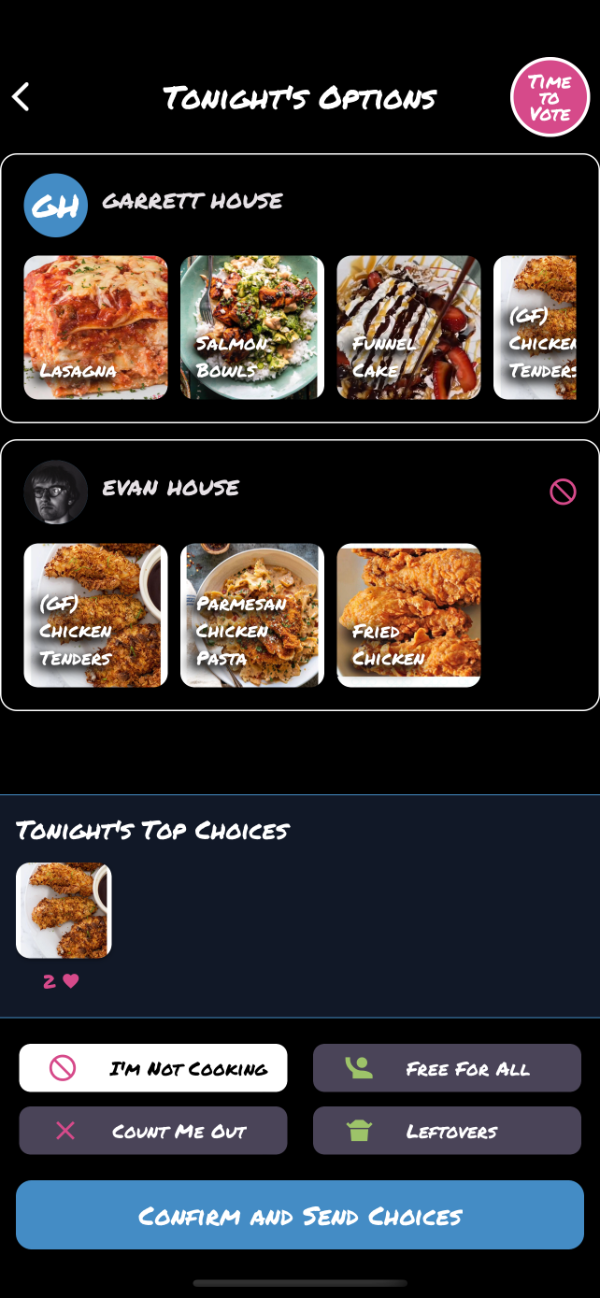 Tonight's Options
Time
to
Vote
GH
Garrett House
Lasagna
Salmon
Bowls
Funnel
Cake
(GF)
Chicken
Tenders
Evan House
(GF)
Chicken
Tenders
Parmesan
Chicken
Pasta
Fried
Chicken
Tonight's Top Choices
2
I'm Not Cooking
Free For All
Count Me Out
Leftovers
Confirm and Send Choices